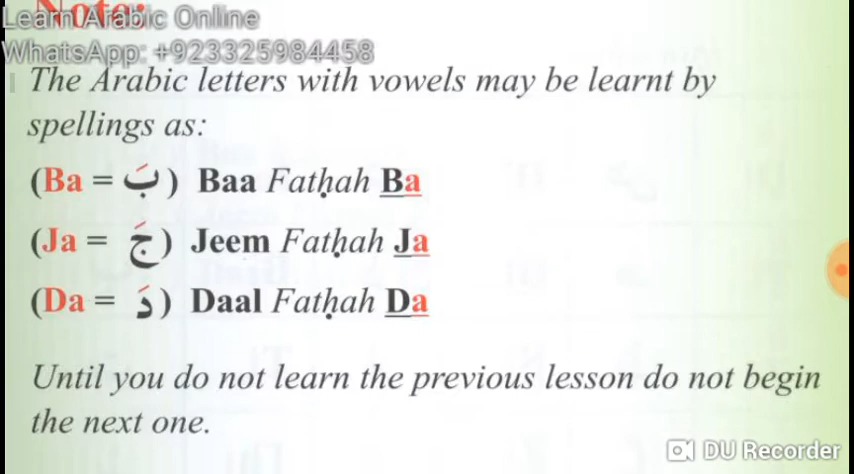 Note:
Learn Arabic Online
WhatsApp: +923325984458
The Arabic letters with vowels may be learnt by
spellings as:
(Ba = بَ) Baa Fatḥah Ba
(Ja = جَ) Jeem Fatḥah Ja
(Da = دَ) Daal Fatḥah Da
Until you do not learn the previous lesson do not begin
the next one.
DU Recorder